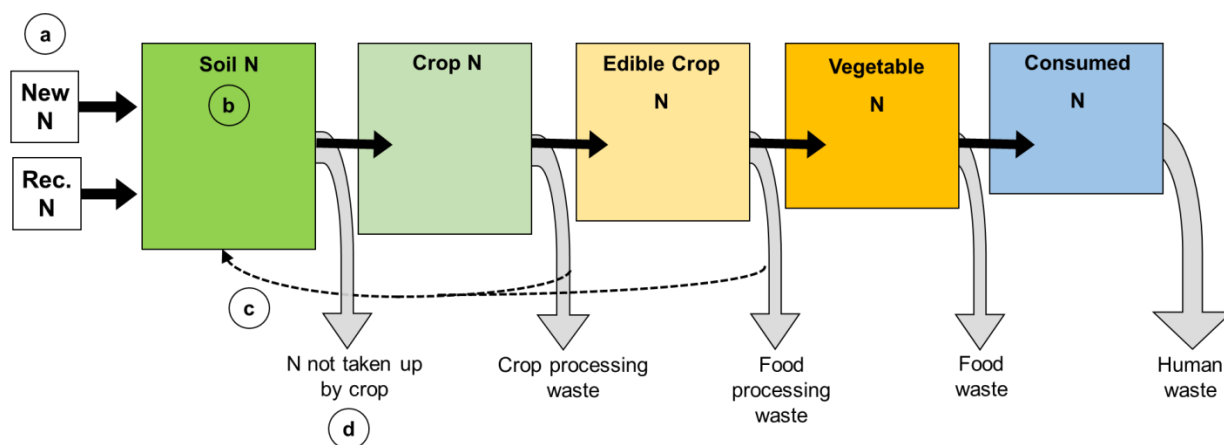 a
New
N
Rec.
N
Soil N
b
Crop N
Edible Crop
N
Vegetable
N
Consumed
N
c
N not taken up
by crop
d
Crop processing
waste
Food
processing
waste
Food
waste
Human
waste